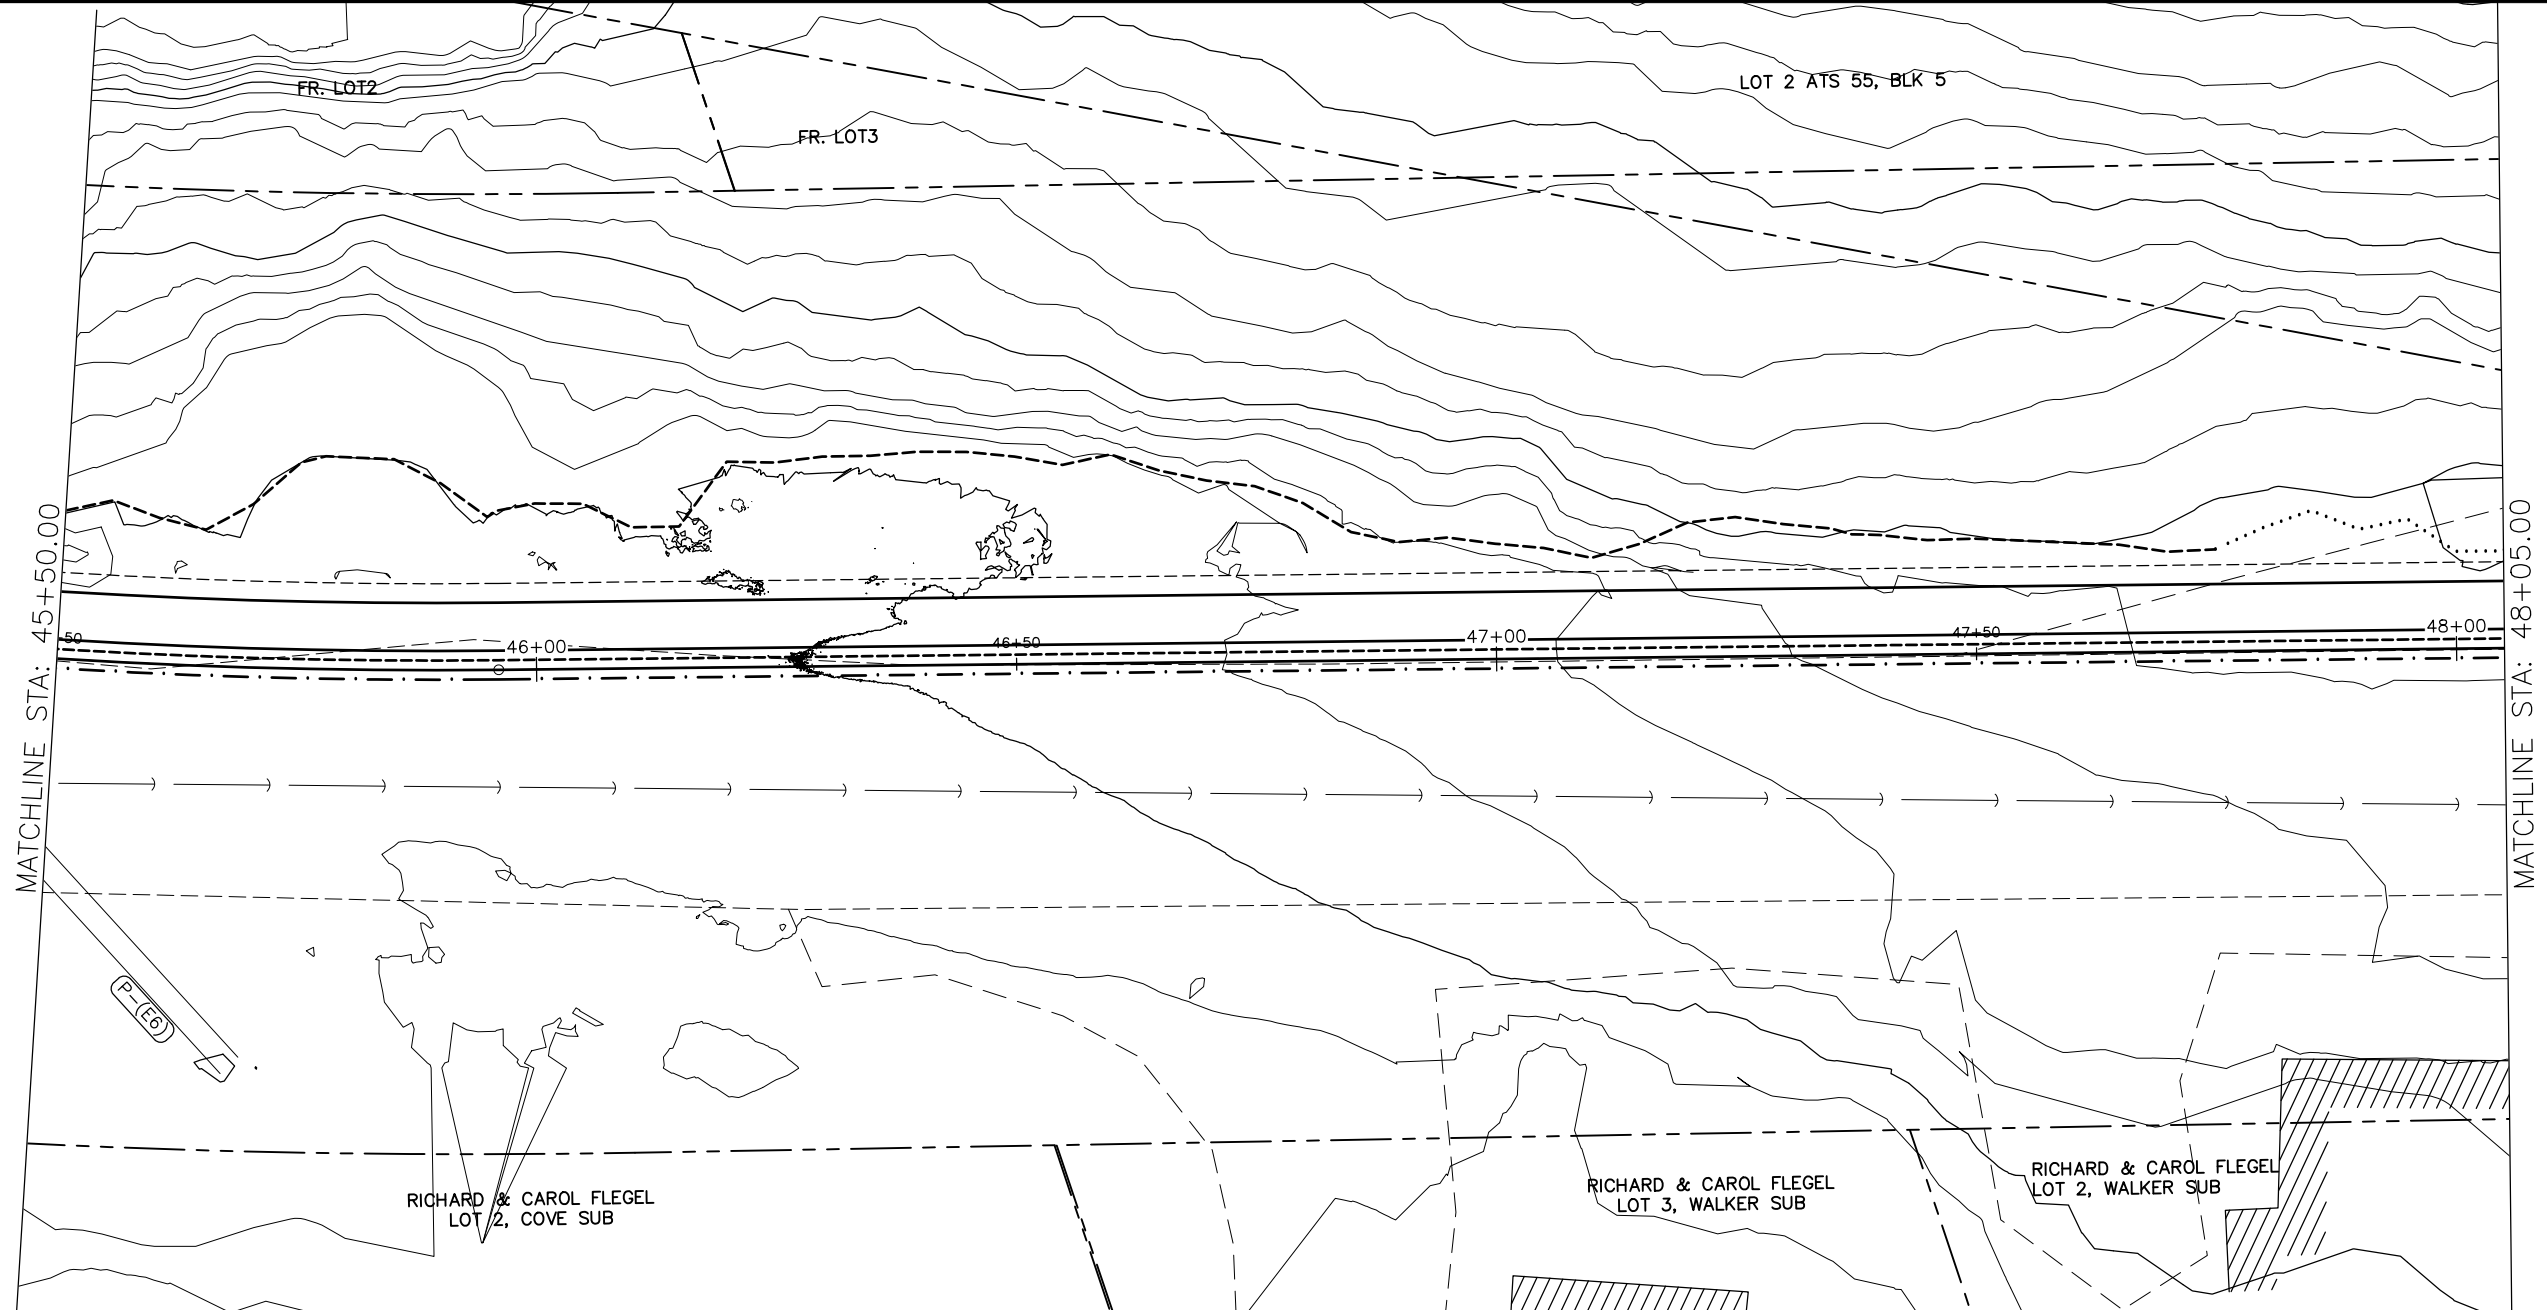 FR. LOT2
LOT 2 ATS 55, BLK 5
FR. LOT3
MATCHLINE STA: 45+50.00
MATCHLINE STA: 48+05.00
50
46+00
46+50
47+00
47+50
48+00
P-(E6)
RICHARD & CAROL FLEGEL
LOT 2, COVE SUB
RICHARD & CAROL FLEGEL
LOT 3, WALKER SUB
RICHARD & CAROL FLEGEL
LOT 2, WALKER SUB